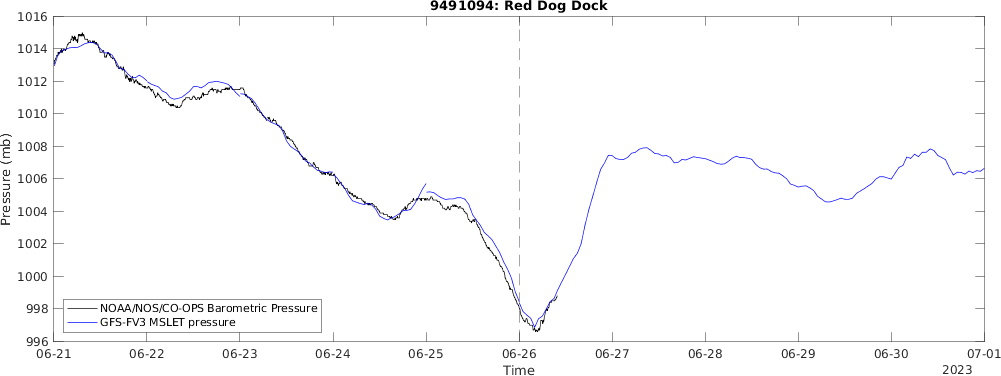 9491094: Red Dog Dock
1016
1014
1012
1010
1008
1006
1004
1002
1000
998
996
Pressure (mb)
NOAA/NOS/CO-OPS Barometric Pressure
GFS-FV3 MSLET pressure
06-21 06-22 06-23 06-24 06-25 06-26 06-27 06-28 06-29 06-30 07-01
Time
2023